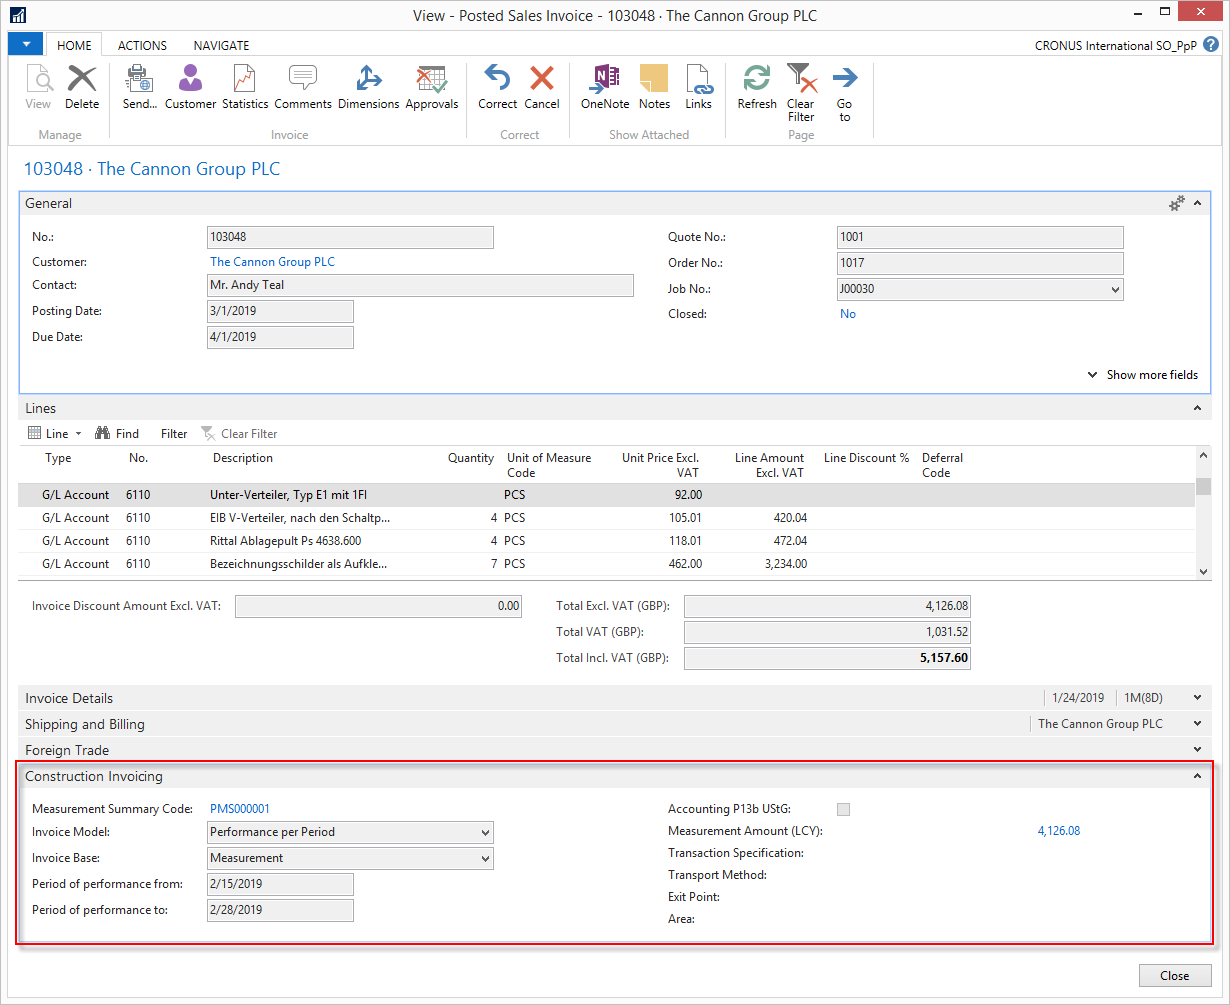 View - Posted Sales Invoice - 103048 · The Cannon Group PLC
HOME ACTIONS NAVIGATE CRONUS International SO_PpP ?
View Delete Send... Customer Statistics Comments Dimensions Approvals Correct Cancel OneNote Notes Links Refresh Clear Filter Go to
Manage Invoice Correct Show Attached Page
103048 · The Cannon Group PLC
General
No.: 103048 Quote No.: 1001
Customer: The Cannon Group PLC Order No.: 1017
Contact: Mr. Andy Teal Job No.: J00030
Posting Date: 3/1/2019 Closed: No
Due Date: 4/1/2019
Show more fields
Lines
Line Find Filter Clear Filter
Type No. Description Quantity Unit of Measure Code Unit Price Excl. VAT Line Amount Excl. VAT Line Discount % Deferral Code
G/L Account 6110 Unter-Verteiler, Typ E1 mit 1FI PCS 92.00
G/L Account 6110 EIB V-Verteiler, nach den Schaltp... 4 PCS 105.01 420.04
G/L Account 6110 Rittal Ablagepult Ps 4638.600 4 PCS 118.01 472.04
G/L Account 6110 Bezeichnungsschilder als Aufkle... 7 PCS 462.00 3,234.00
Invoice Discount Amount Excl. VAT: 0.00 Total Excl. VAT (GBP): 4,126.08
Total VAT (GBP): 1,031.52
Total Incl. VAT (GBP): 5,157.60
Invoice Details 1/24/2019 1M(8D)
Shipping and Billing The Cannon Group PLC
Foreign Trade
Construction Invoicing
Measurement Summary Code: PMS000001 Accounting P13b UStG:
Invoice Model: Performance per Period Measurement Amount (LCY): 4,126.08
Invoice Base: Measurement Transaction Specification:
Period of performance from: 2/15/2019 Transport Method:
Period of performance to: 2/28/2019 Exit Point:
Area:
Close